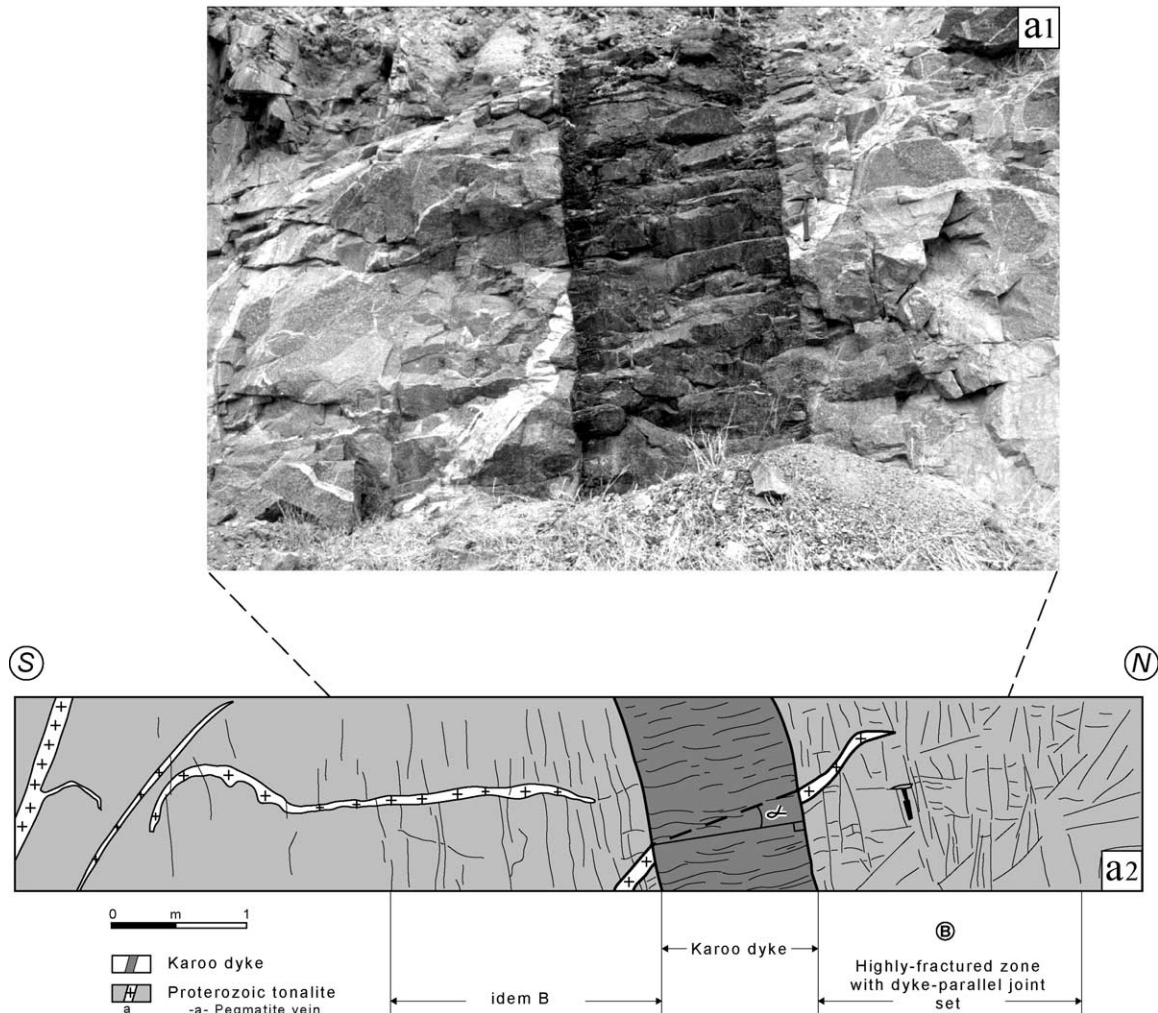 a1
S
N
α
a2
0 m 1
Karoo dyke
Proterozoic tonalite
a -a- Pegmatite vein
idem B
Karoo dyke
B
Highly-fractured zone
with dyke-parallel joint
set